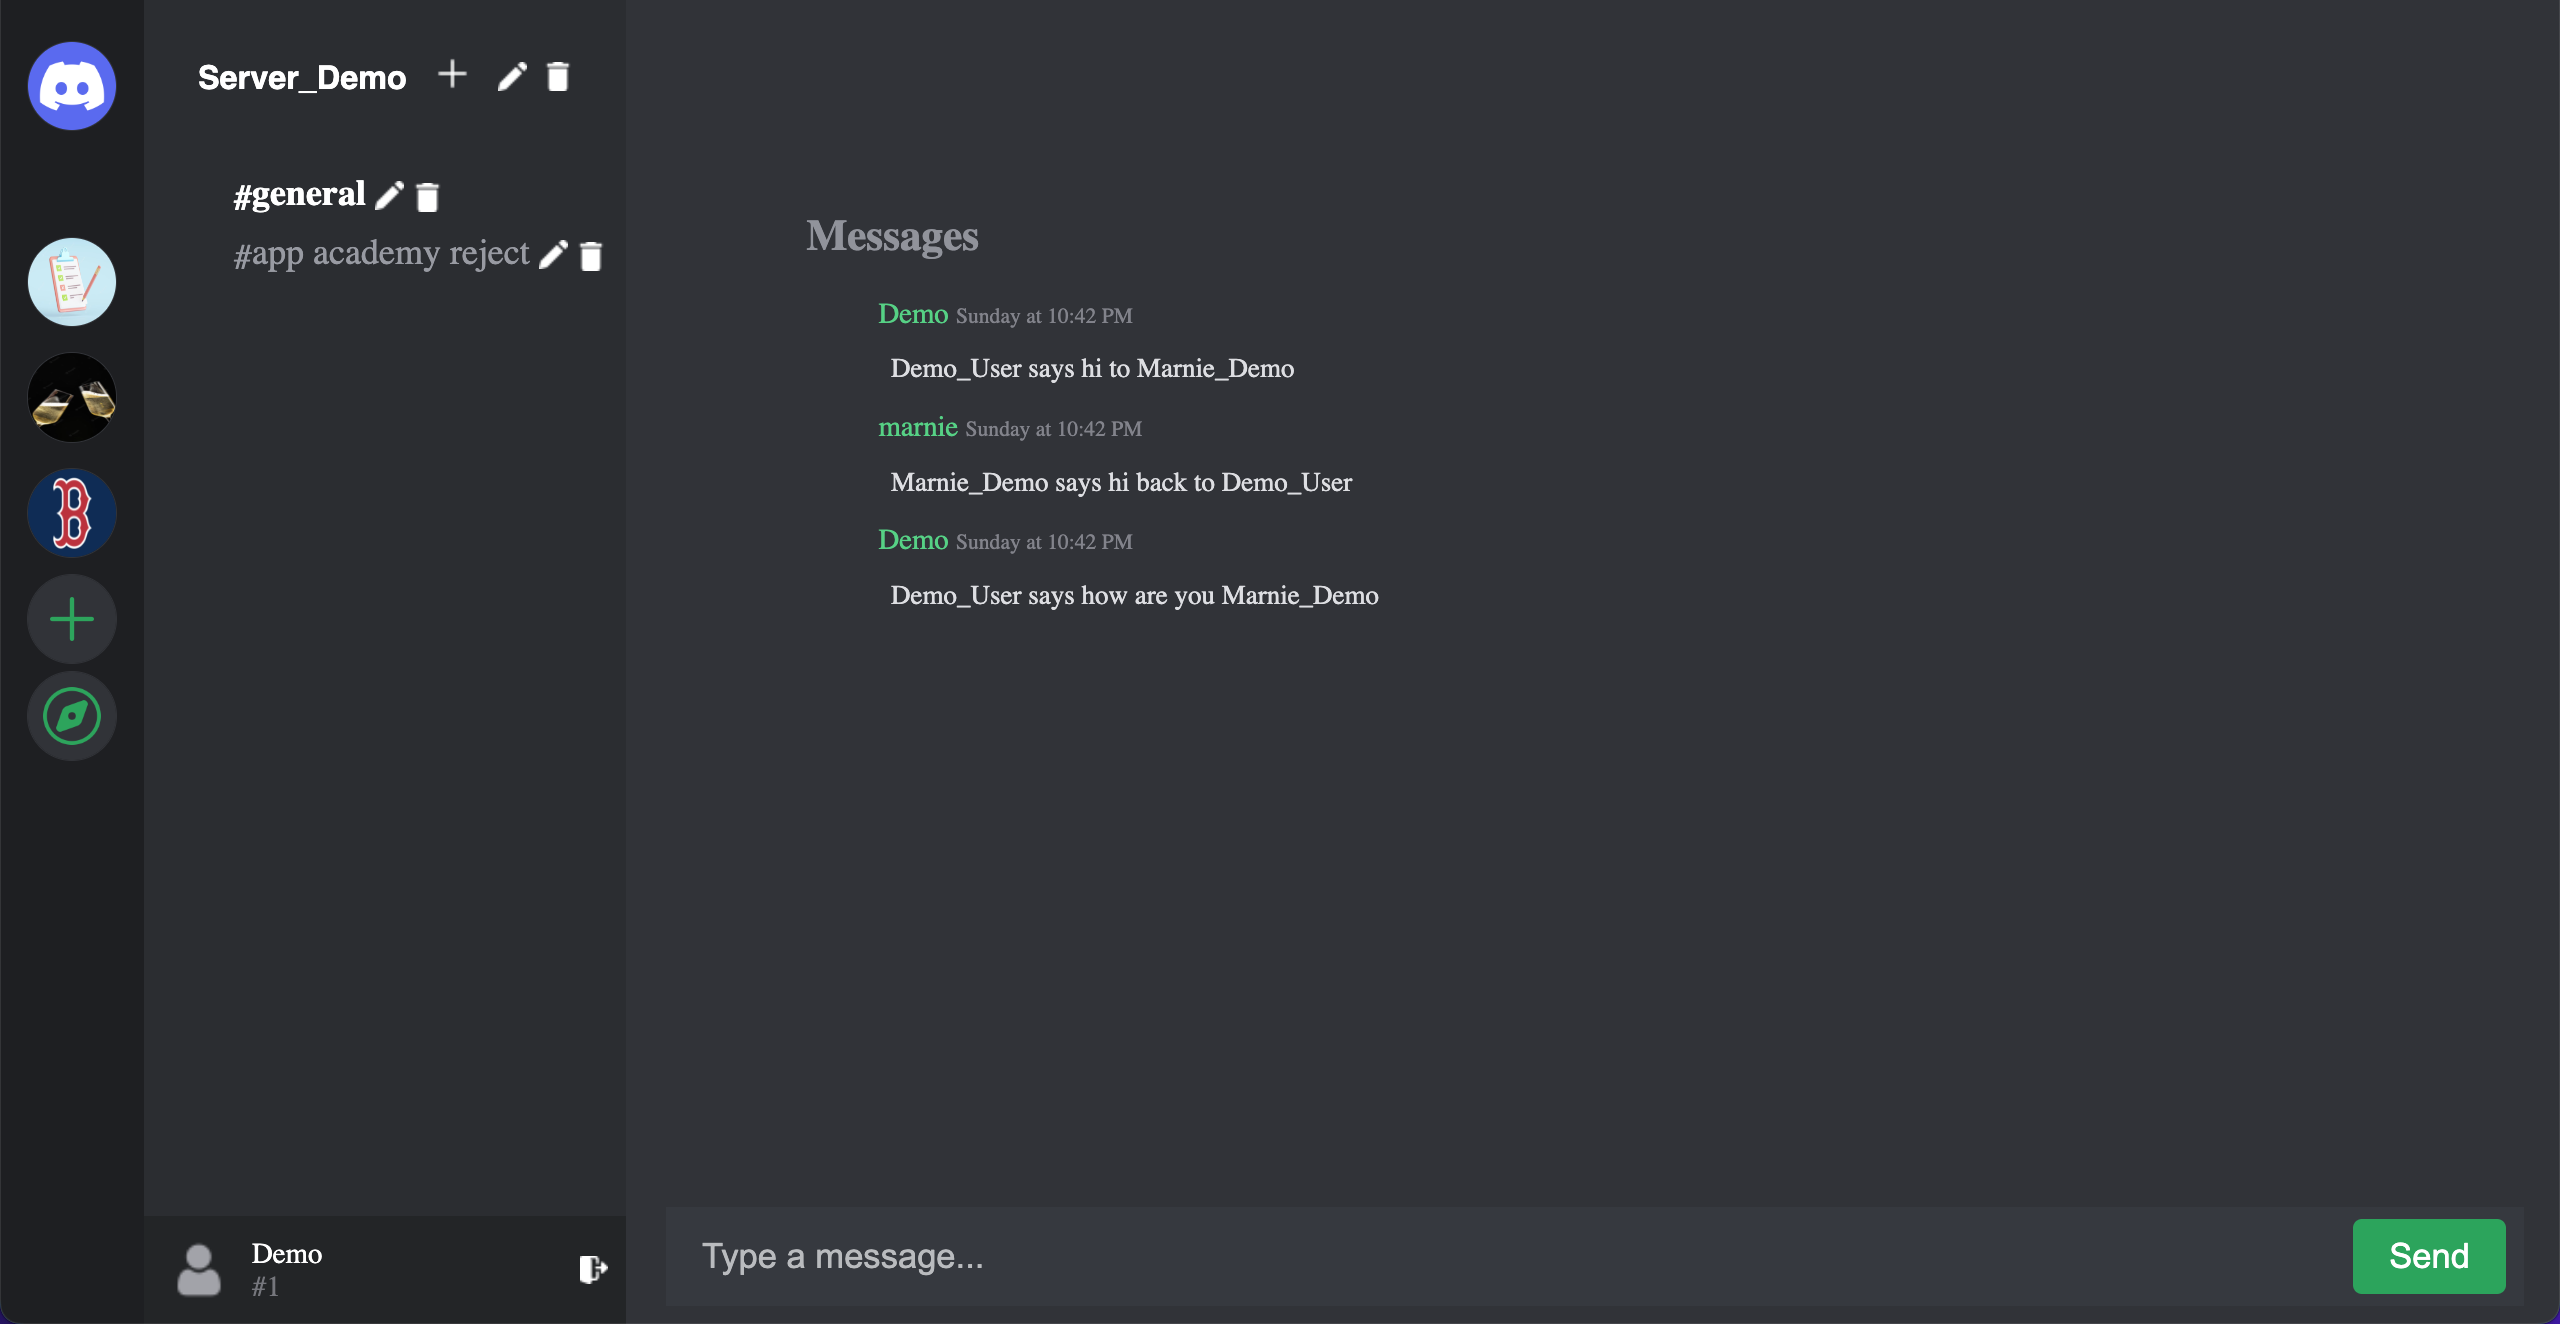 Server_Demo
#general
#app academy reject
Messages
Demo Sunday at 10:42 PM
Demo_User says hi to Marnie_Demo
marnie Sunday at 10:42 PM
Marnie_Demo says hi back to Demo_User
Demo Sunday at 10:42 PM
Demo_User says how are you Marnie_Demo
B
Demo
#1
Type a message...
Send